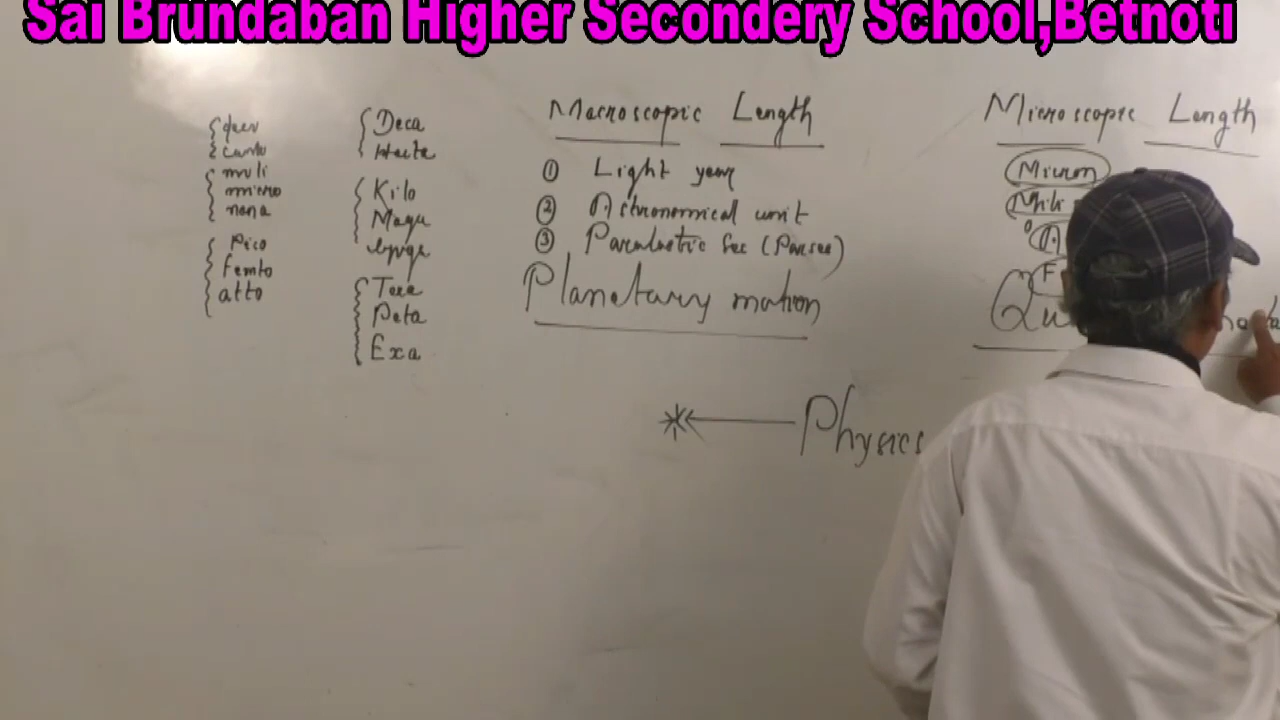 Sai Brundaban Higher Secondery School,Betnoti
deci
centi
milli
micro
nano
Pico
femto
atto
Deca
Hecta
Kilo
Mega
Giga
Tera
Peta
Exa
Macroscopic Length
① Light year
② Astronomical unit
③ Paralactic Sec (Parsec)
Planetary motion
Microscopic Length
Micron
Physics